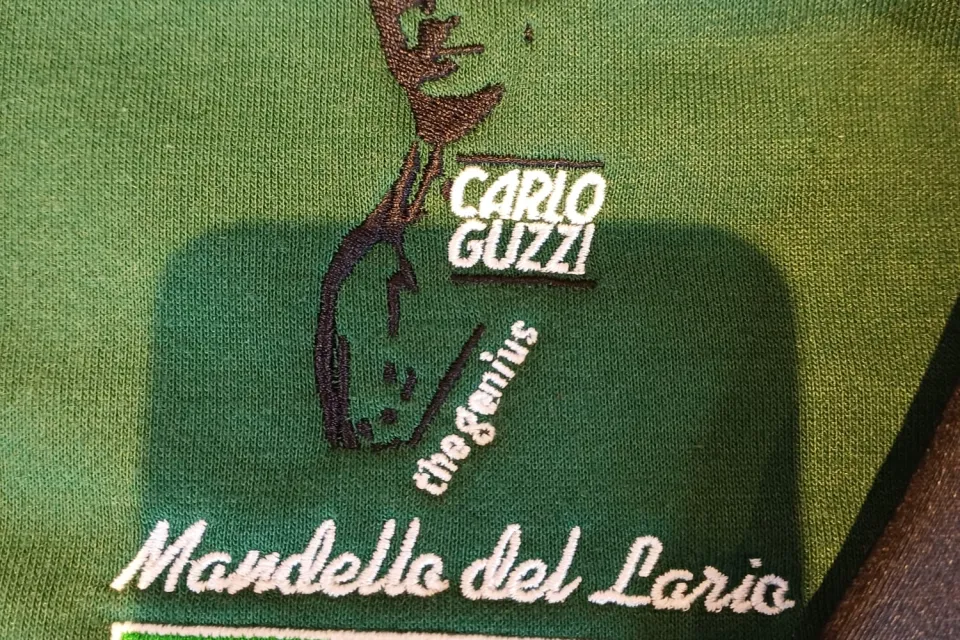 CARLO
GUZZI
the genius
Mandello del Lario